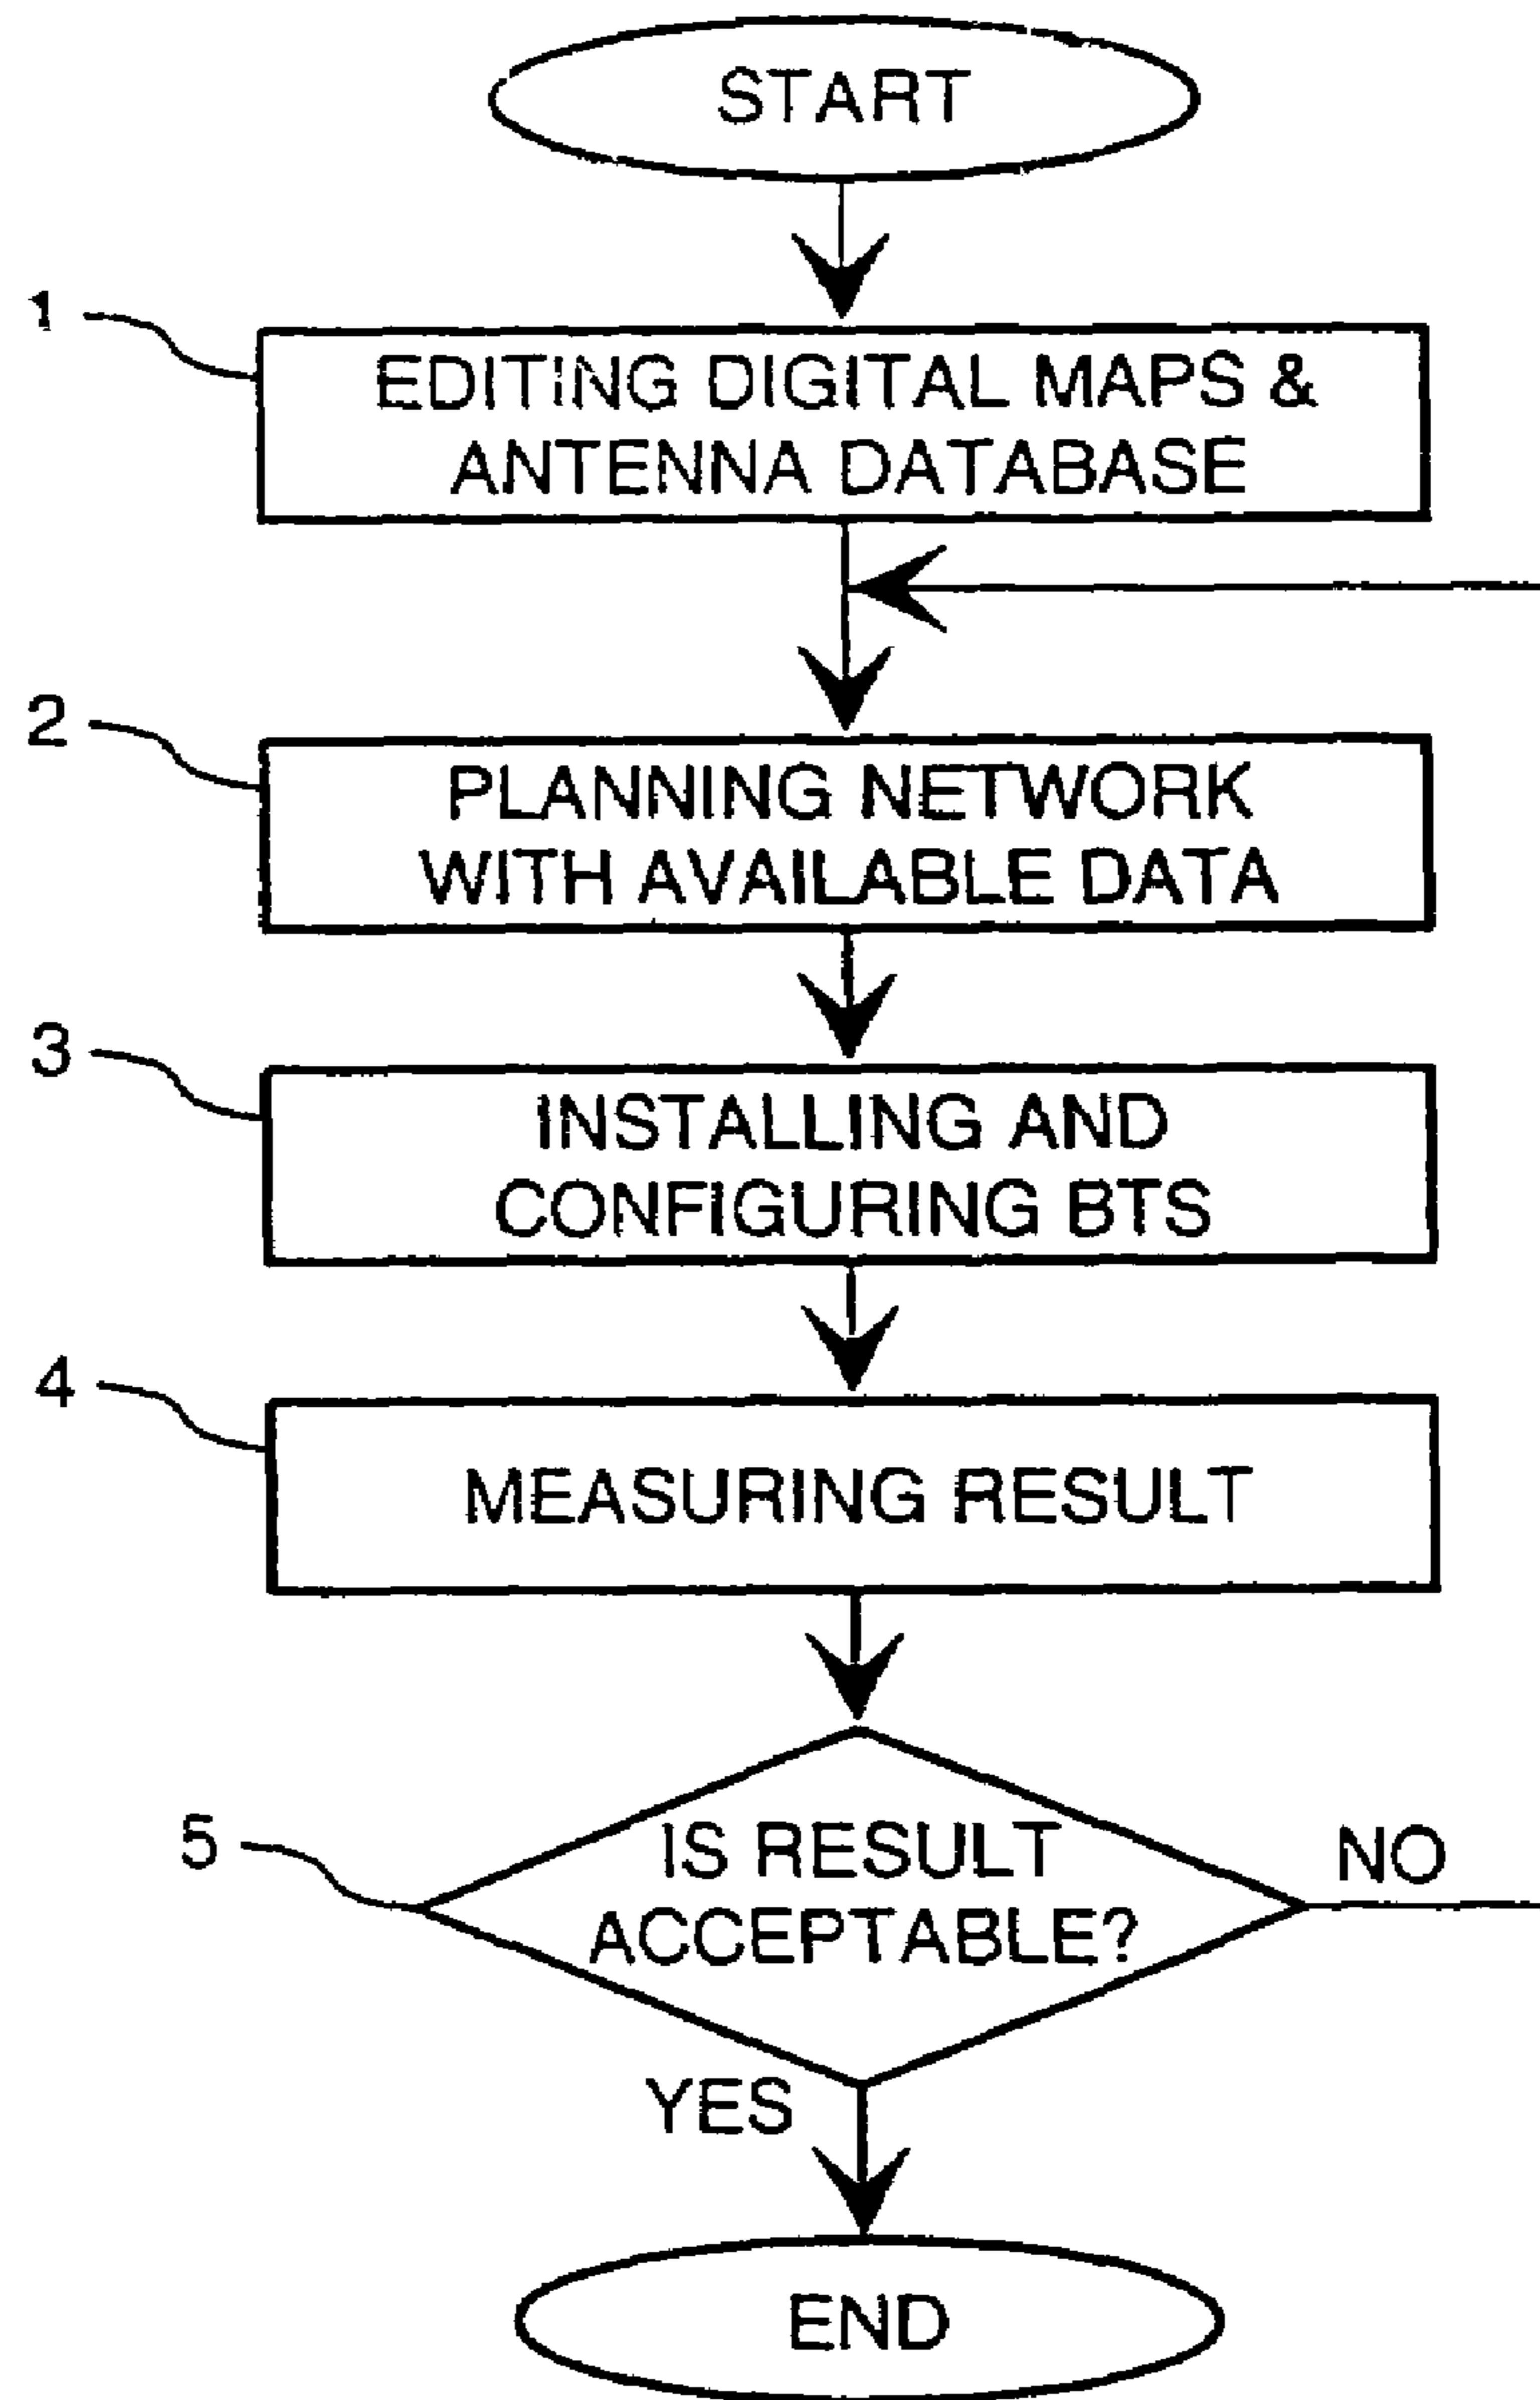 START
1
EDITING DIGITAL MAPS &
ANTENNA DATABASE
2
PLANNING NETWORK
WITH AVAILABLE DATA
3
INSTALLING AND
CONFIGURING BTS
4
MEASURING RESULT
5
IS RESULT
ACCEPTABLE?
NO
YES
END